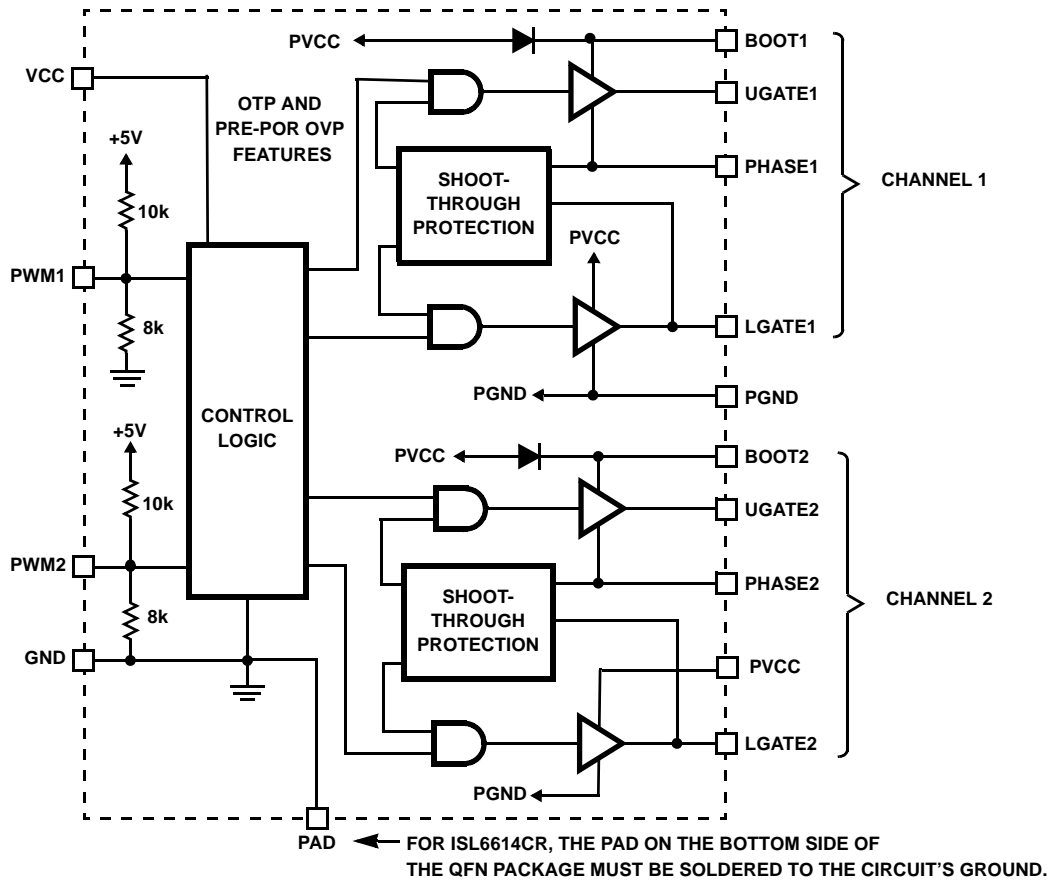 PVCC
BOOT1
VCC
OTP AND
PRE-POR OVP
FEATURES
UGATE1
+5V
10k
SHOOT-
THROUGH
PROTECTION
PHASE1
CHANNEL 1
PVCC
PWM1
8k
LGATE1
PGND
PGND
CONTROL
LOGIC
+5V
PVCC
BOOT2
10k
UGATE2
PWM2
SHOOT-
THROUGH
PROTECTION
PHASE2
CHANNEL 2
8k
GND
PVCC
LGATE2
PGND
PAD
FOR ISL6614CR, THE PAD ON THE BOTTOM SIDE OF
THE QFN PACKAGE MUST BE SOLDERED TO THE CIRCUIT'S GROUND.